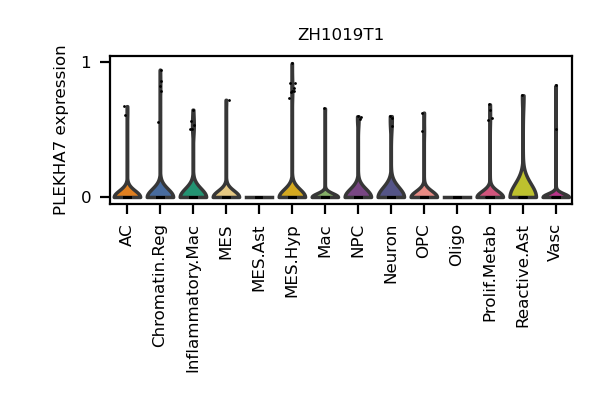 ZH1019T1
PLEKHA7 expression
1
0
AC
Chromatin.Reg
Inflammatory.Mac
MES
MES.Ast
MES.Hyp
Mac
NPC
Neuron
OPC
Oligo
Prolif.Metab
Reactive.Ast
Vasc